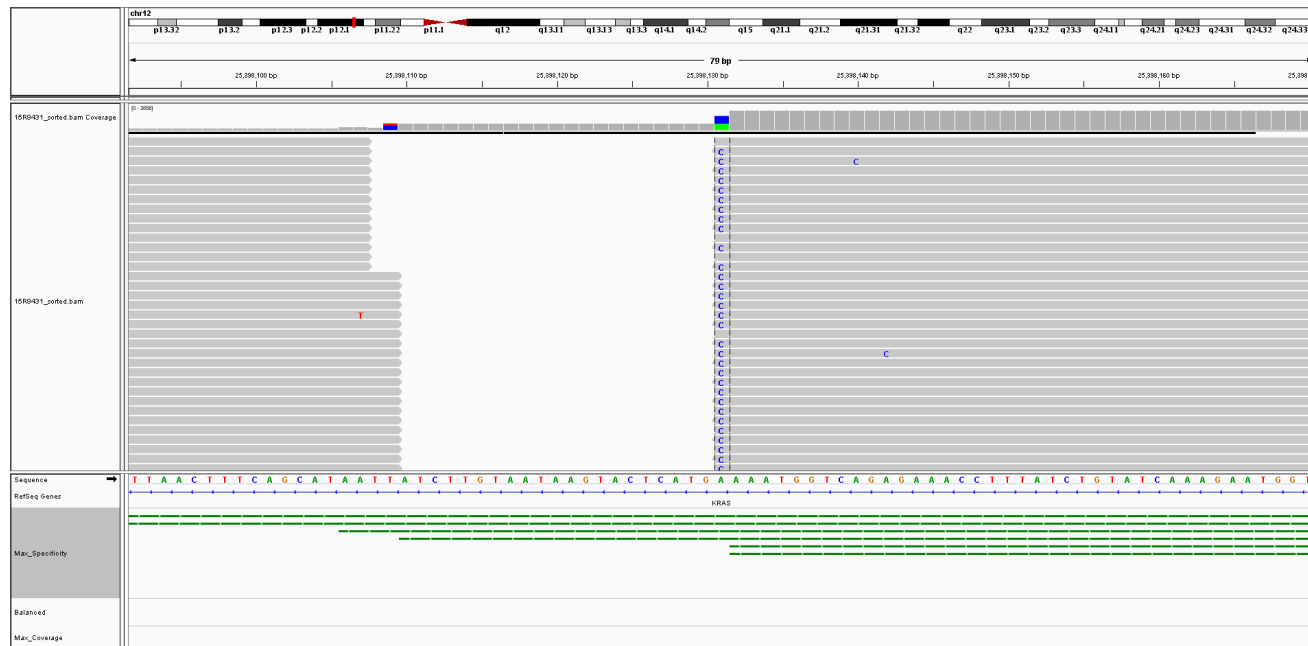 chr12
p13.32 p13.2 p12.3 p12.2 p12.1 p11.22 p11.1 q12 q13.11 q13.13 q13.3 q14.1 q14.2 q15 q21.1 q21.2 q21.31 q21.32 q22 q23.1 q23.2 q23.3 q24.11 q24.21 q24.23 q24.31 q24.32 q24.33
79 bp
25,398,100 bp 25,398,110 bp 25,398,120 bp 25,398,130 bp 25,398,140 bp 25,398,150 bp 25,398,160 bp 25,398
[0 - 2658]
15R8431_sorted.bam Coverage
C
C C
C
C
C
C
C
C
C
C
C
C
C
C
15R8431_sorted.bam
C
T C
C
C
C C
C
C
C
C
C
C
C
C
C
C
C
C
Sequence T T A A C T T T C A G C A T A A T T A T C T T G T A A T A A G T A C T C A T G A A A A T G G T C A G A G A A A C C T T T A T C T G T A T C A A A G A A T G G T
RefSeq Genes
KRAS
Max_Specificity
Balanced
Max_Coverage